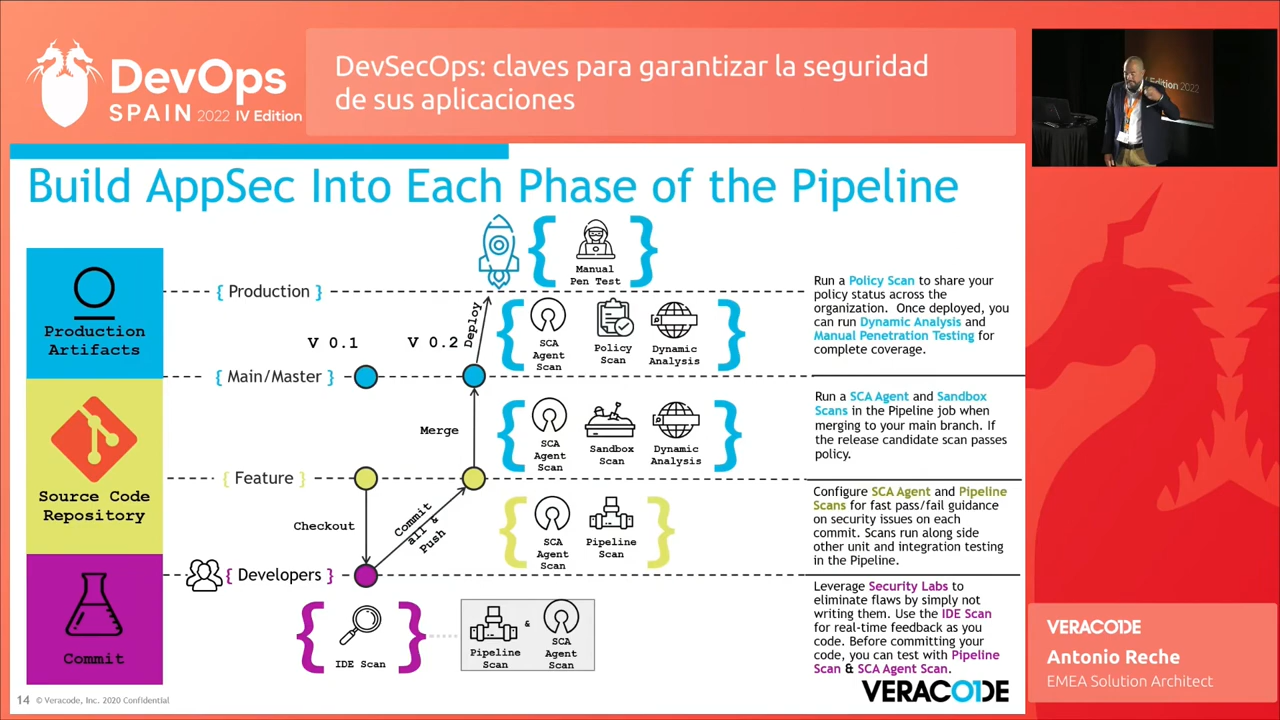 DevOps
SPAIN 2022 IV Edition
DevSecOps: claves para garantizar la seguridad
de sus aplicaciones
Edition 2022
Build AppSec Into Each Phase of the Pipeline
Production
Artifacts
Source Code
Repository
Commit
{ Production }
{ Main/Master }
{ Feature }
{ Developers }
V 0.1
V 0.2
Deploy
Merge
Checkout
Commit
all &
Push
Manual
Pen Test
SCA
Agent
Scan
Policy
Scan
Dynamic
Analysis
SCA
Agent
Scan
Sandbox
Scan
Dynamic
Analysis
SCA
Agent
Scan
Pipeline
Scan
IDE Scan
Pipeline
Scan
&
SCA
Agent
Scan
Run a Policy Scan to share your
policy status across the
organization. Once deployed, you
can run Dynamic Analysis and
Manual Penetration Testing for
complete coverage.
Run a SCA Agent and Sandbox
Scans in the Pipeline job when
merging to your main branch. If
the release candidate scan passes
policy.
Configure SCA Agent and Pipeline
Scans for fast pass/fail guidance
on security issues on each
commit. Scans run along side
other unit and integration testing
in the Pipeline.
Leverage Security Labs to
eliminate flaws by simply not
writing them. Use the IDE Scan
for real-time feedback as you
code. Before committing your
code, you can test with Pipeline
Scan & SCA Agent Scan.
14 © Veracode, Inc. 2020 Confidential
VERACODE
VERACODE
Antonio Reche
EMEA Solution Architect